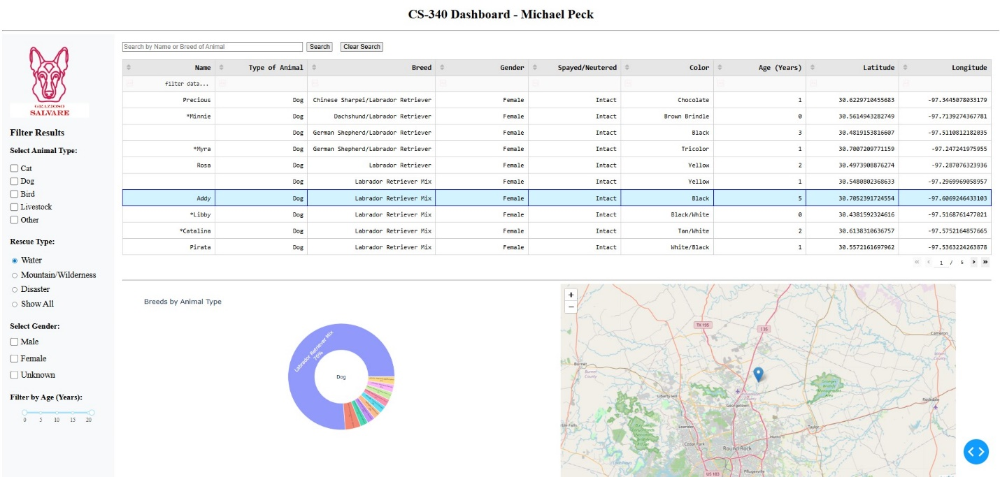 CS-340 Dashboard - Michael Peck
GRAZIOSO
SALVARE
Filter Results
Select Animal Type:
Cat
Dog
Bird
Livestock
Other
Rescue Type:
Water
Mountain/Wilderness
Disaster
Show All
Select Gender:
Male
Female
Unknown
Filter by Age (Years):
0 5 10 15 20
Search by Name or Breed of Animal Search Clear Search
Name Type of Animal Breed Gender Spayed/Neutered Color Age (Years) Latitude Longitude
filter data...
Precious Dog Chinese Sharpei/Labrador Retriever Female Intact Chocolate 1 30.6229710455683 -97.3445078033179
*Minnie Dog Dachshund/Labrador Retriever Female Intact Brown Brindle 0 30.5614943282749 -97.7139274367781
Dog German Shepherd/Labrador Retriever Female Intact Black 3 30.4819153816607 -97.5110812182035
*Myra Dog German Shepherd/Labrador Retriever Female Intact Tricolor 1 30.7007209771159 -97.247241975955
Rosa Dog Labrador Retriever Female Intact Yellow 2 30.4973908876274 -97.287076323936
Dog Labrador Retriever Mix Female Intact Yellow 1 30.5480802368633 -97.2969969058957
Addy Dog Labrador Retriever Mix Female Intact Black 5 30.7052391724554 -97.6069246433103
*Libby Dog Labrador Retriever Mix Female Intact Black/White 0 30.4381592324616 -97.5168761477021
*Catalina Dog Labrador Retriever Mix Female Intact Tan/White 2 30.6138310636757 -97.5752164857665
Pirata Dog Labrador Retriever Mix Female Intact White/Black 1 30.5572161697962 -97.5363224263878
« ‹ 1 / 5 › »
Breeds by Animal Type
Labrador Retriever Mix
76%
Dog
+
−
TX 195
I 35
Cameron
Burnet
Burnet
County
Liberty Hill
Georgetown
Granger
Wildlife
Management
Area
Rockdale
Leander
Taylor
Hutto
Cedar Park
Round Rock
Pflugerville
US 183